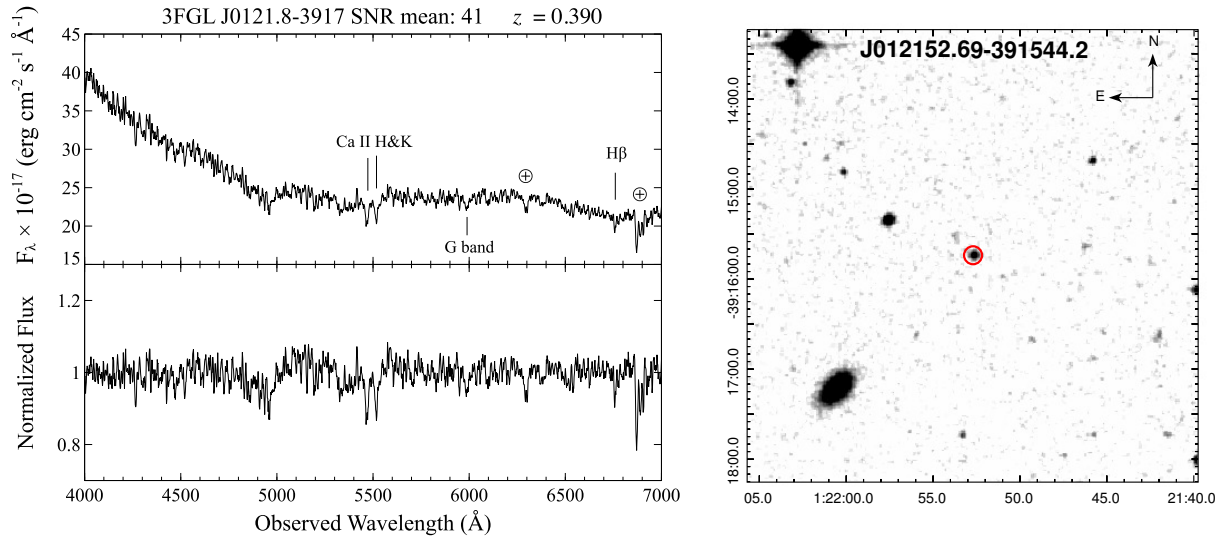 3FGL J0121.8-3917 SNR mean: 41 z = 0.390
F_λ × 10⁻¹⁷ (erg cm⁻² s⁻¹ Å⁻¹)
45
40
35
30
25
20
15
Ca II H&K
⊕
Hβ
⊕
G band
Normalized Flux
1.2
1
0.8
4000 4500 5000 5500 6000 6500 7000
Observed Wavelength (Å)
J012152.69-391544.2
N
E
14:00.0
15:00.0
-39:16:00.0
17:00.0
18:00.0
05.0 1:22:00.0 55.0 50.0 45.0 21:40.0